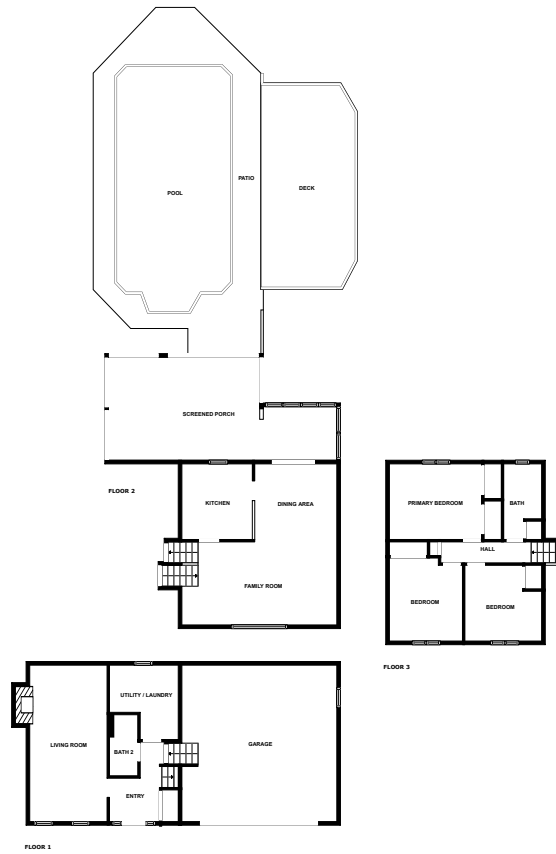 PATIO
DECK
POOL
SCREENED PORCH
FLOOR 2
KITCHEN
DINING AREA
PRIMARY BEDROOM
BATH
HALL
FAMILY ROOM
BEDROOM
BEDROOM
FLOOR 3
UTILITY / LAUNDRY
LIVING ROOM
BATH 2
GARAGE
ENTRY
FLOOR 1